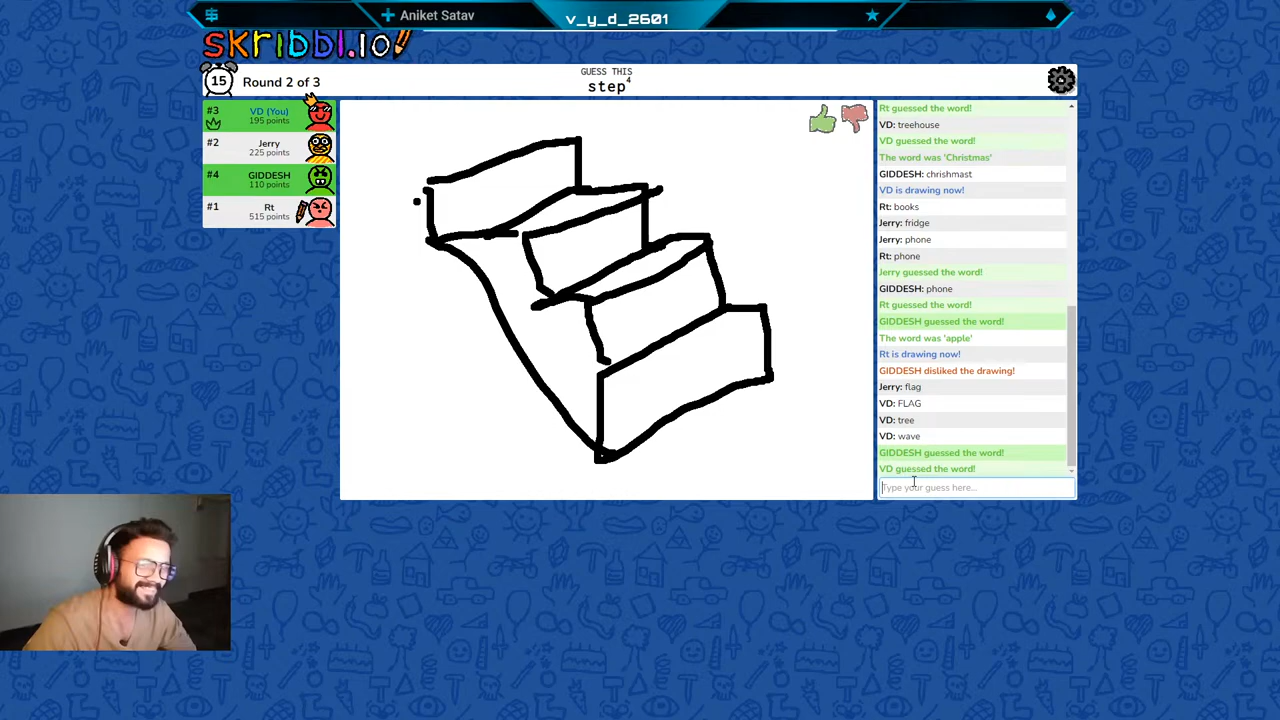 Aniket Satav
v_y_d_2601
skribbl.io
15
Round 2 of 3
GUESS THIS
step 4
#3
VD (You)
195 points
#2
Jerry
225 points
#4
GIDDESH
110 points
#1
Rt
515 points
Rt guessed the word!
VD: treehouse
VD guessed the word!
The word was 'Christmas'
GIDDESH: chrishmast
VD is drawing now!
Rt: books
Jerry: fridge
Jerry: phone
Rt: phone
Jerry guessed the word!
GIDDESH: phone
Rt guessed the word!
GIDDESH guessed the word!
The word was 'apple'
Rt is drawing now!
GIDDESH disliked the drawing!
Jerry: flag
VD: FLAG
VD: tree
VD: wave
GIDDESH guessed the word!
VD guessed the word!
Type your guess here...